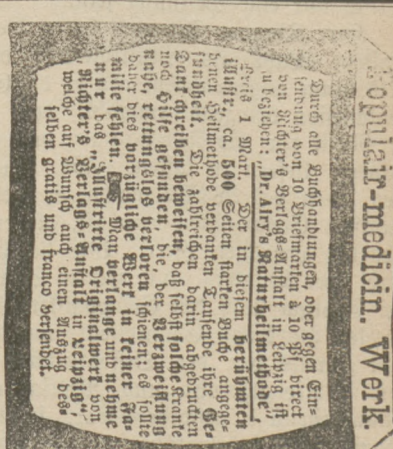 Populair-medicin. Werk.
Durch alle Buchhandlungen, oder gegen Ein-
sendung von 10 Briefmarken à 10 Pf. direct
von Richter's Verlags-Anstalt in Leipzig ist
zu beziehen: „Dr. Airy's Naturheilmethode“
Preis 1 Mark. Der in diesem berühmten
illustr., ca. 500 Seiten starken Buche angege-
benen Heilmethode verdanken Tausende ihre Ge-
sundheit. Die zahlreichen darin abgedruckten
Dankschreiben beweisen, daß selbst solche Kranke
noch Hilfe gefunden, die, der Verzweiflung
nahe, rettungslos verloren schienen; es sollte
daher dies vorzügliche Werk in keiner Fa-
milie fehlen. Man verlange und nehme
nur das „Illustrirte Originalwerk von
Richter's Verlags-Anstalt in Leipzig“,
welche auf Wunsch auch einen Auszug des-
selben gratis und franco versendet.